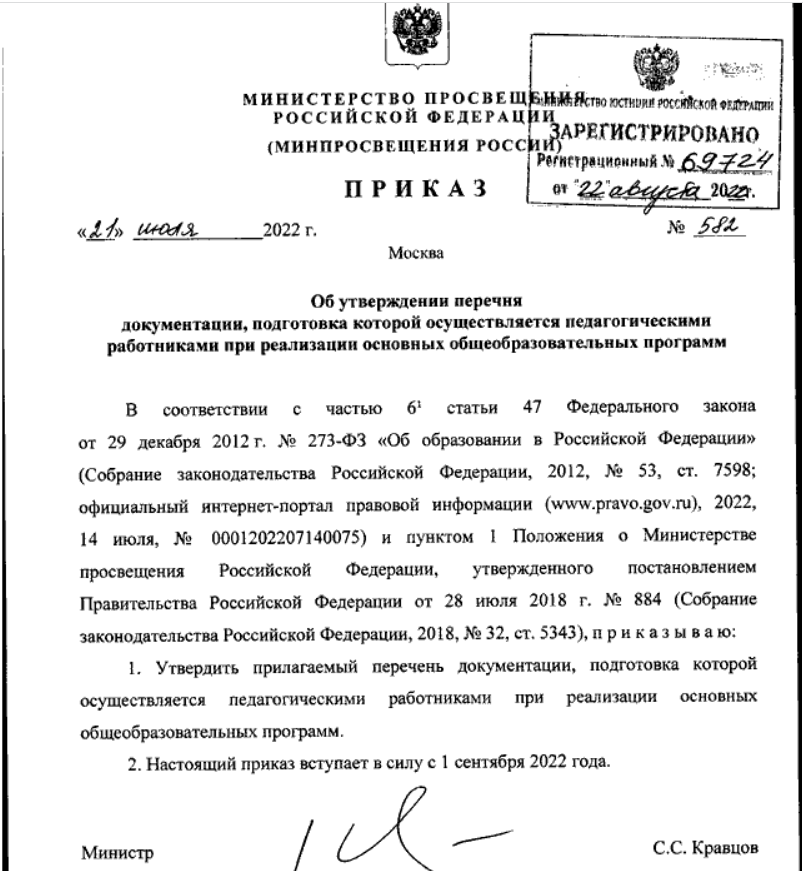 МИНИСТЕРСТВО ПРОСВЕЩЕНИЯ
РОССИЙСКОЙ ФЕДЕРАЦИИ
(МИНПРОСВЕЩЕНИЯ РОССИИ)
ПРИКАЗ
МИНИСТЕРСТВО ЮСТИЦИИ РОССИЙСКОЙ ФЕДЕРАЦИИ
ЗАРЕГИСТРИРОВАНО
Регистрационный № 69724
от "22" августа 2022г.
«21» июля 2022 г.
№ 582
Москва
Об утверждении перечня
документации, подготовка которой осуществляется педагогическими
работниками при реализации основных общеобразовательных программ
В соответствии с частью 6¹ статьи 47 Федерального закона
от 29 декабря 2012 г. № 273-ФЗ «Об образовании в Российской Федерации»
(Собрание законодательства Российской Федерации, 2012, № 53, ст. 7598;
официальный интернет-портал правовой информации (www.pravo.gov.ru), 2022,
14 июля, № 0001202207140075) и пунктом 1 Положения о Министерстве
просвещения Российской Федерации, утвержденного постановлением
Правительства Российской Федерации от 28 июля 2018 г. № 884 (Собрание
законодательства Российской Федерации, 2018, № 32, ст. 5343), п р и к а з ы в а ю:
1. Утвердить прилагаемый перечень документации, подготовка которой
осуществляется педагогическими работниками при реализации основных
общеобразовательных программ.
2. Настоящий приказ вступает в силу с 1 сентября 2022 года.
Министр
С.С. Кравцов